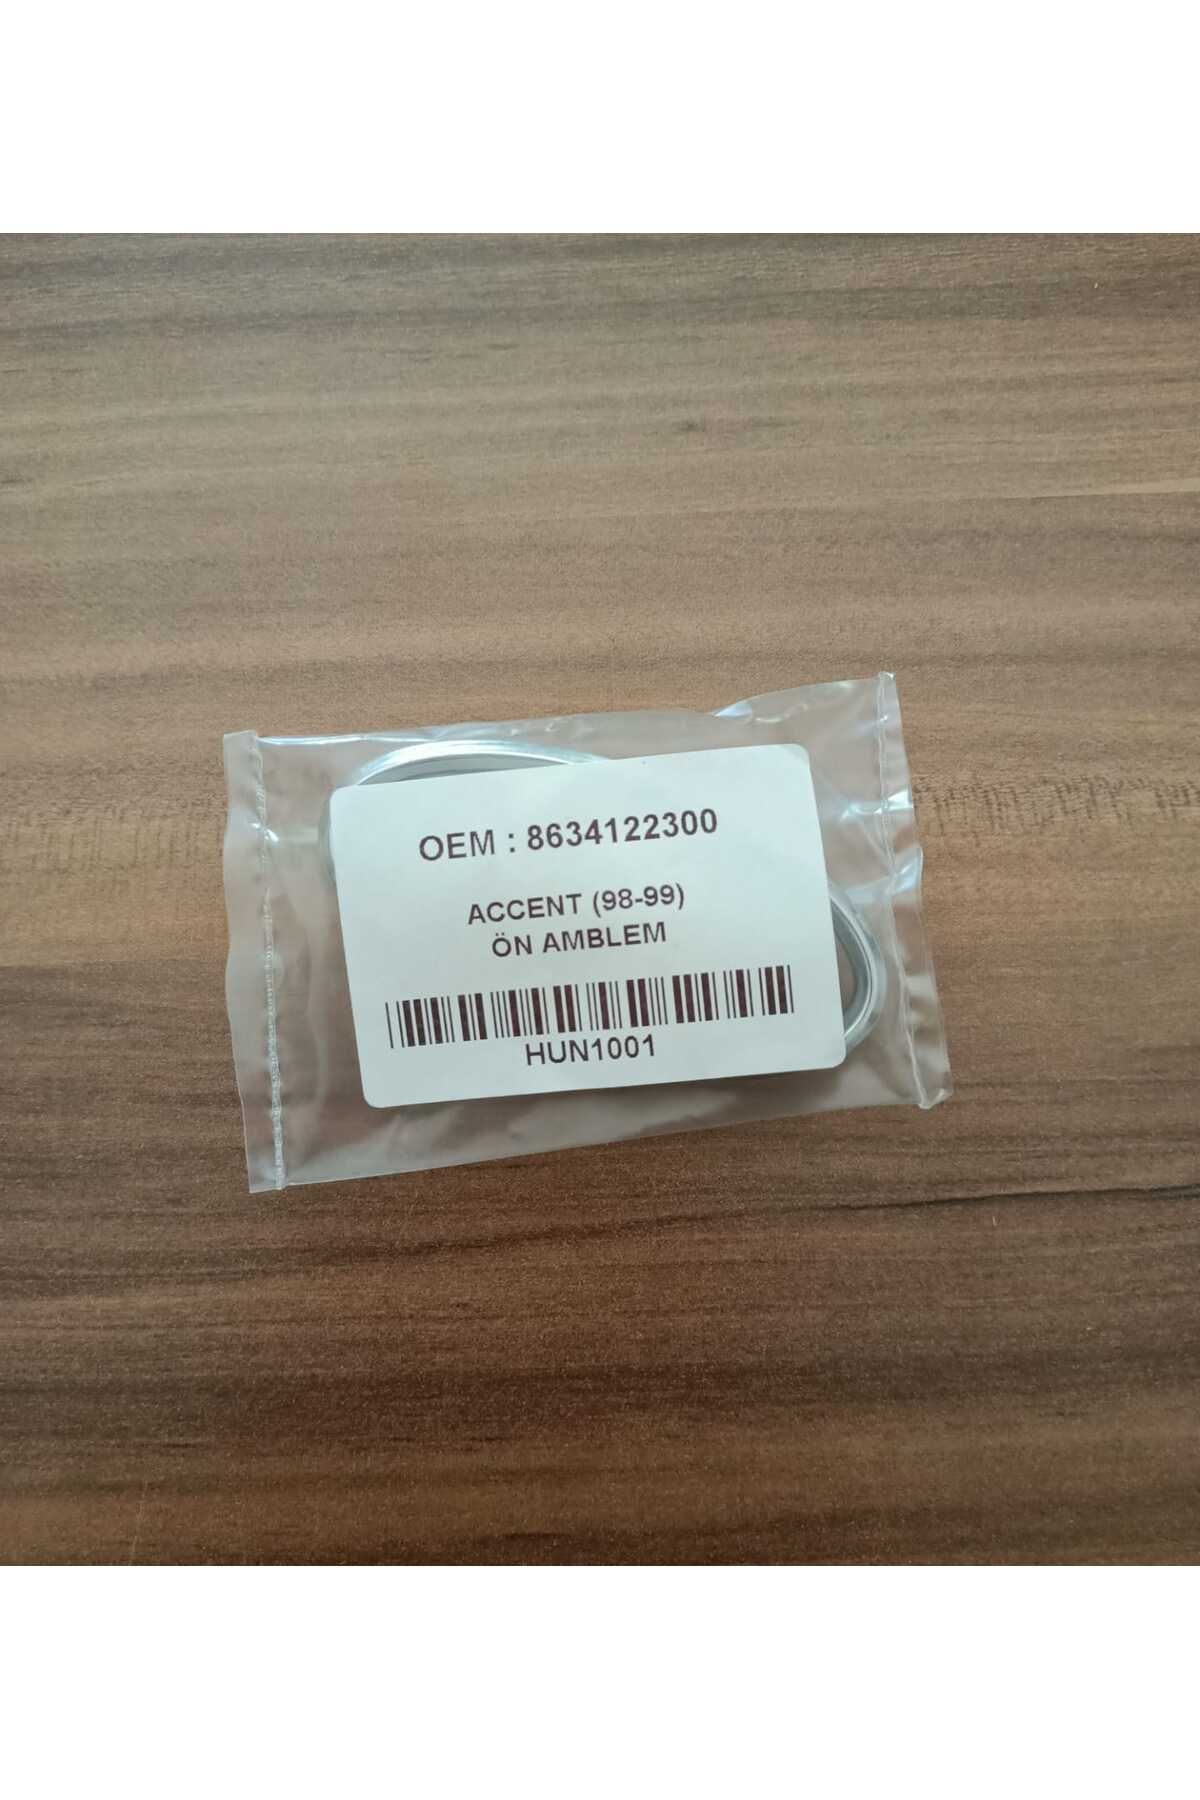 OEM : 8634122300
ACCENT (98-99)
ÖN AMBLEM
HUN1001